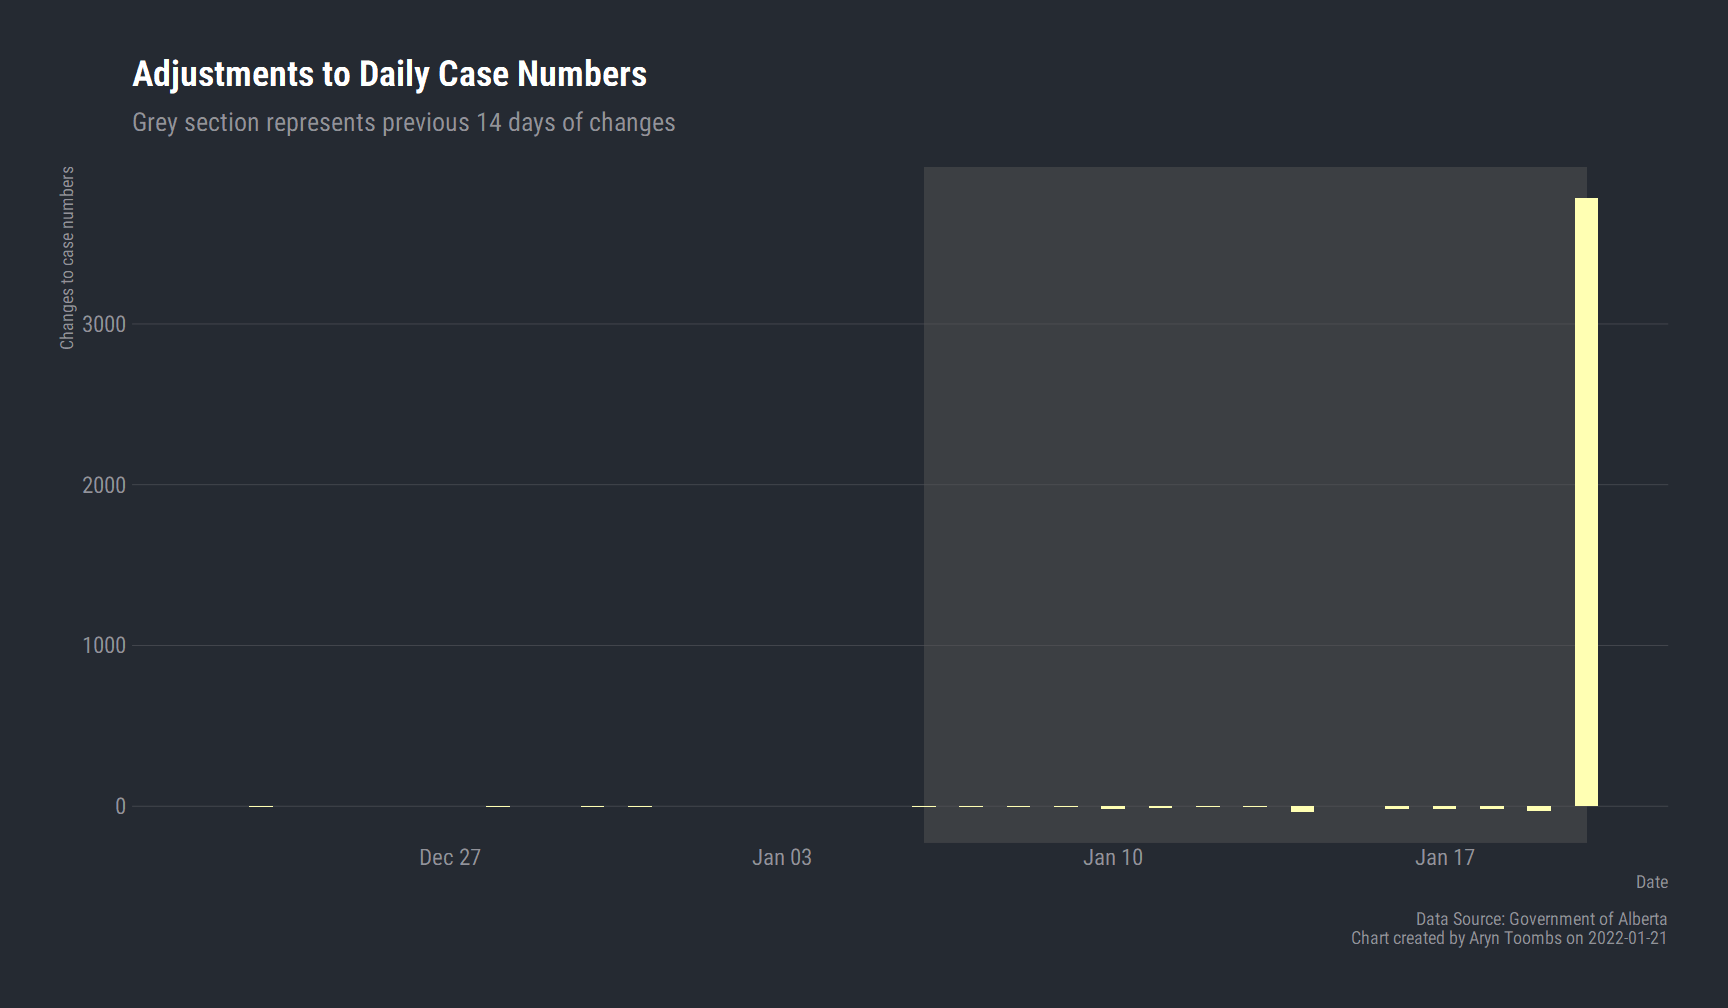 Adjustments to Daily Case Numbers
Grey section represents previous 14 days of changes
Changes to case numbers
3000
2000
1000
0
Dec 27
Jan 03
Jan 10
Jan 17
Date
Data Source: Government of Alberta
Chart created by Aryn Toombs on 2022-01-21